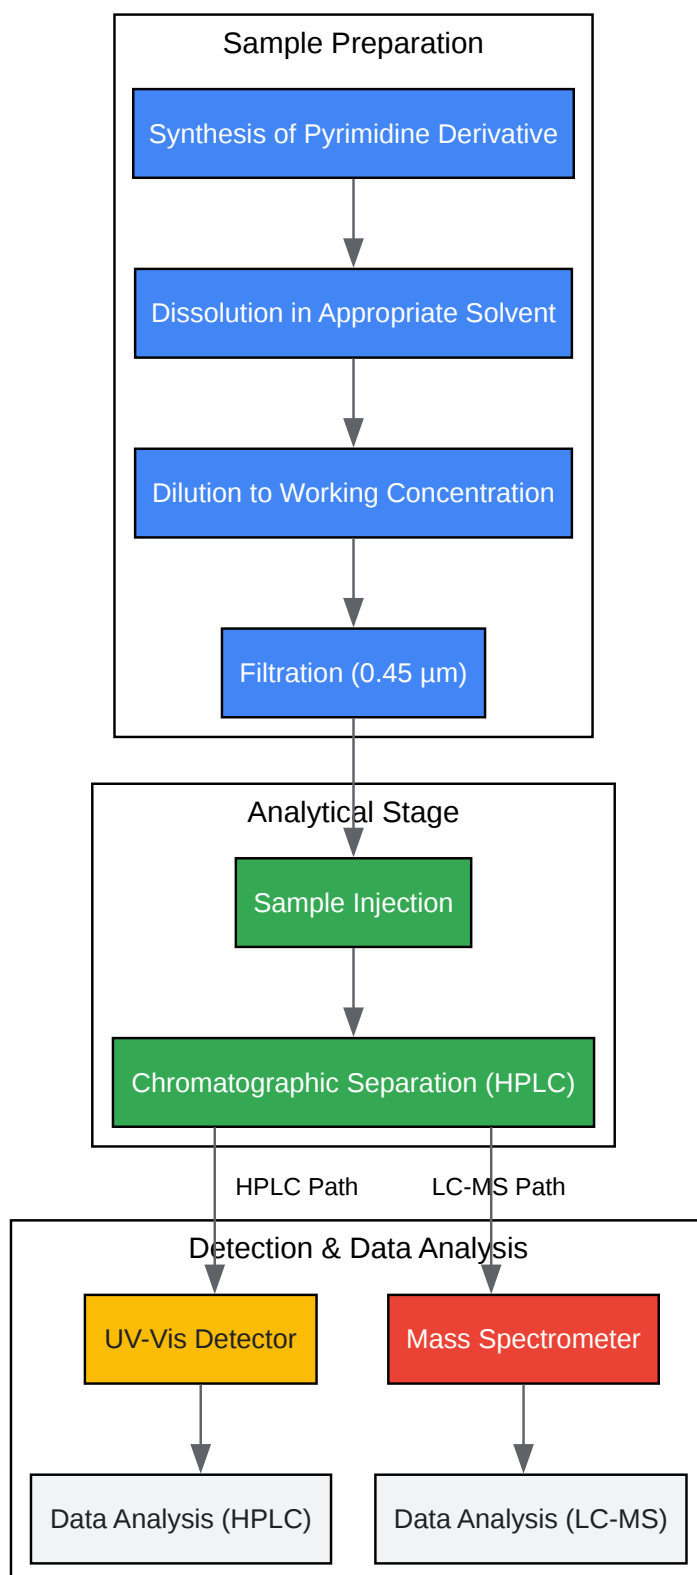 Sample Preparation
Synthesis of Pyrimidine Derivative
Dissolution in Appropriate Solvent
Dilution to Working Concentration
Filtration (0.45 µm)
Analytical Stage
Sample Injection
Chromatographic Separation (HPLC)
HPLC Path
LC-MS Path
Detection & Data Analysis
UV-Vis Detector
Mass Spectrometer
Data Analysis (HPLC)
Data Analysis (LC-MS)